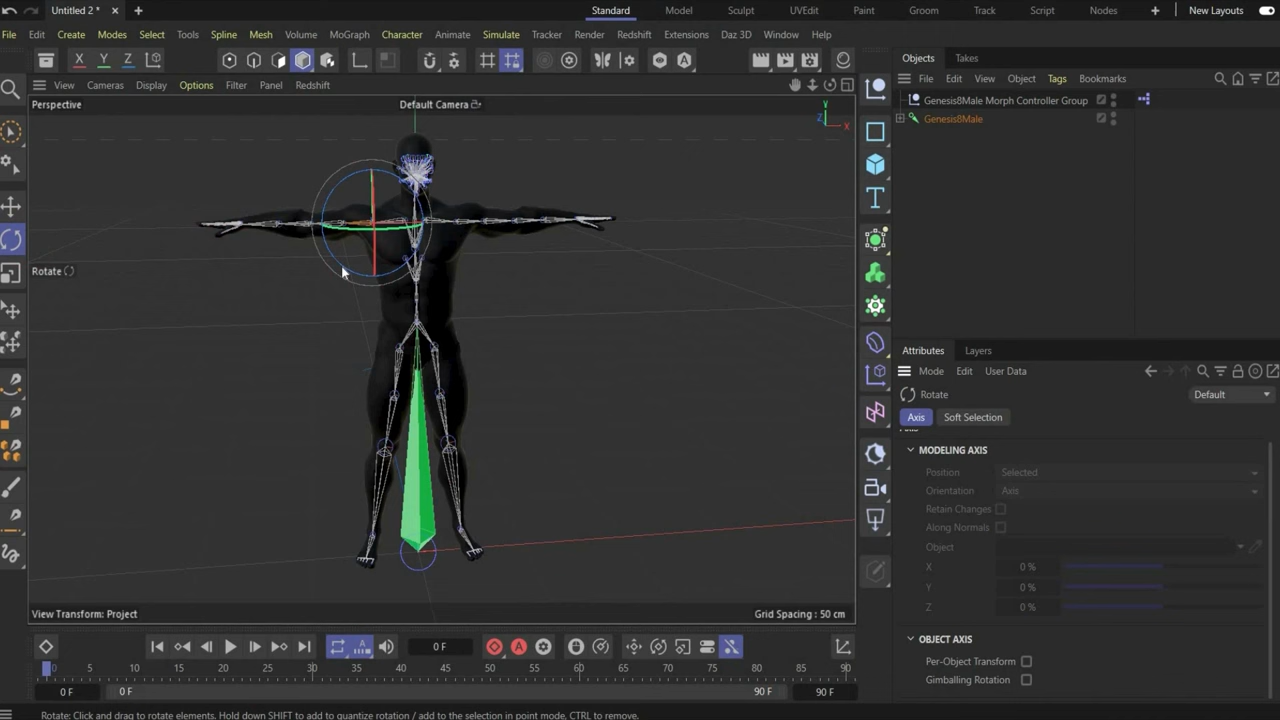 Untitled 2 *
Standard
Model
Sculpt
UVEdit
Paint
Groom
Track
Script
Nodes
New Layouts
File Edit Create Modes Select Tools Spline Mesh Volume MoGraph Character Animate Simulate Tracker Render Redshift Extensions Daz 3D Window Help
X Y Z
View Cameras Display Options Filter Panel Redshift
Perspective
Default Camera
Y
Z
X
Rotate
View Transform: Project
Grid Spacing : 50 cm
Objects Takes
File Edit View Object Tags Bookmarks
Genesis8Male Morph Controller Group
Genesis8Male
Attributes Layers
Mode Edit User Data
Rotate
Default
Axis
Soft Selection
MODELING AXIS
Position Selected
Orientation Axis
Retain Changes
Along Normals
Object
X 0 %
Y 0 %
Z 0 %
OBJECT AXIS
Per-Object Transform
Gimballing Rotation
0 F
0 5 10 15 20 25 30 35 40 45 50 55 60 65 70 75 80 85 90
0 F
0 F
90 F
90 F
Rotate: Click and drag to rotate elements. Hold down SHIFT to add to quantize rotation / add to the selection in point mode, CTRL to remove.